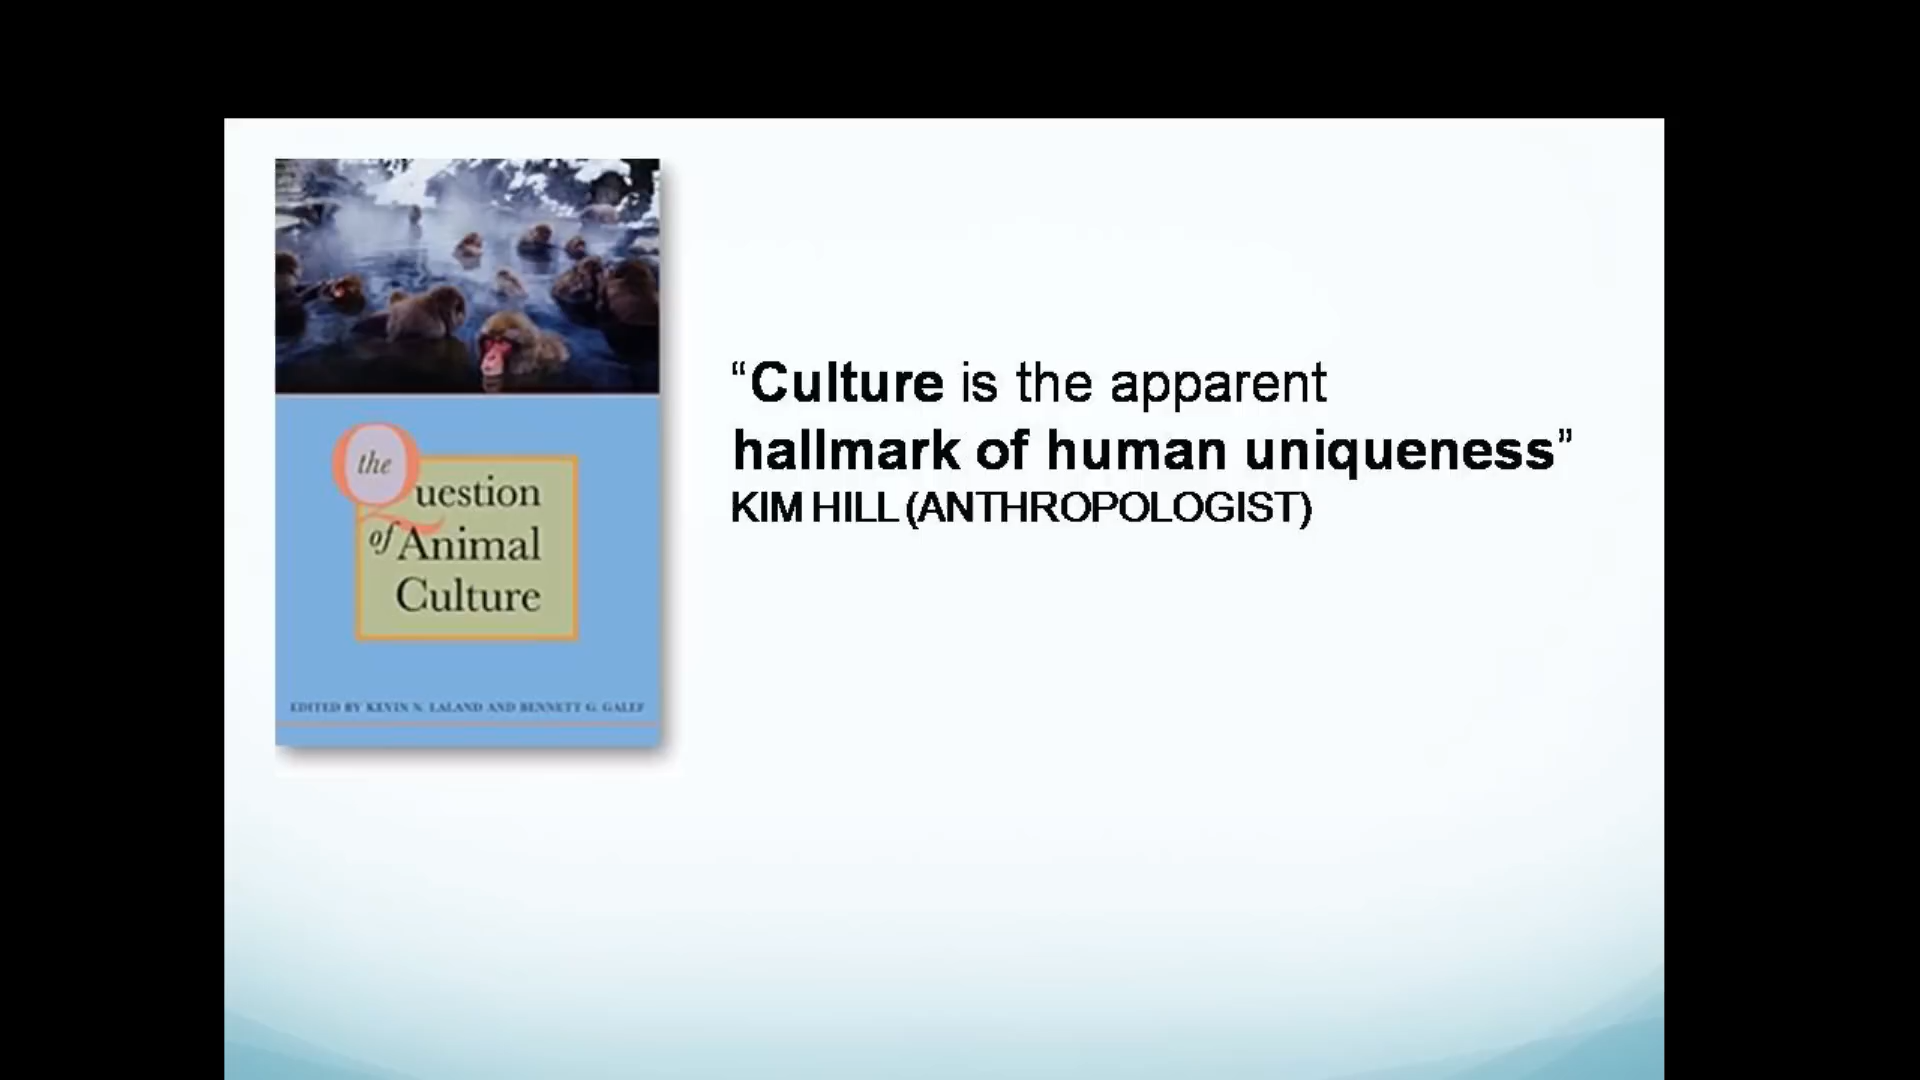 the
Question
of Animal
Culture
EDITED BY KEVIN N. LALAND AND BENNETT G. GALEF
“Culture is the apparent
hallmark of human uniqueness”
KIM HILL (ANTHROPOLOGIST)